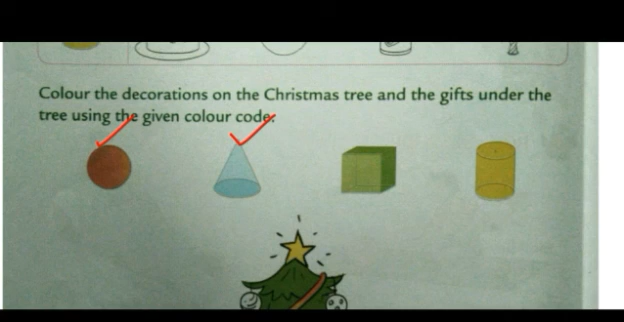 Colour the decorations on the Christmas tree and the gifts under the
tree using the given colour code.